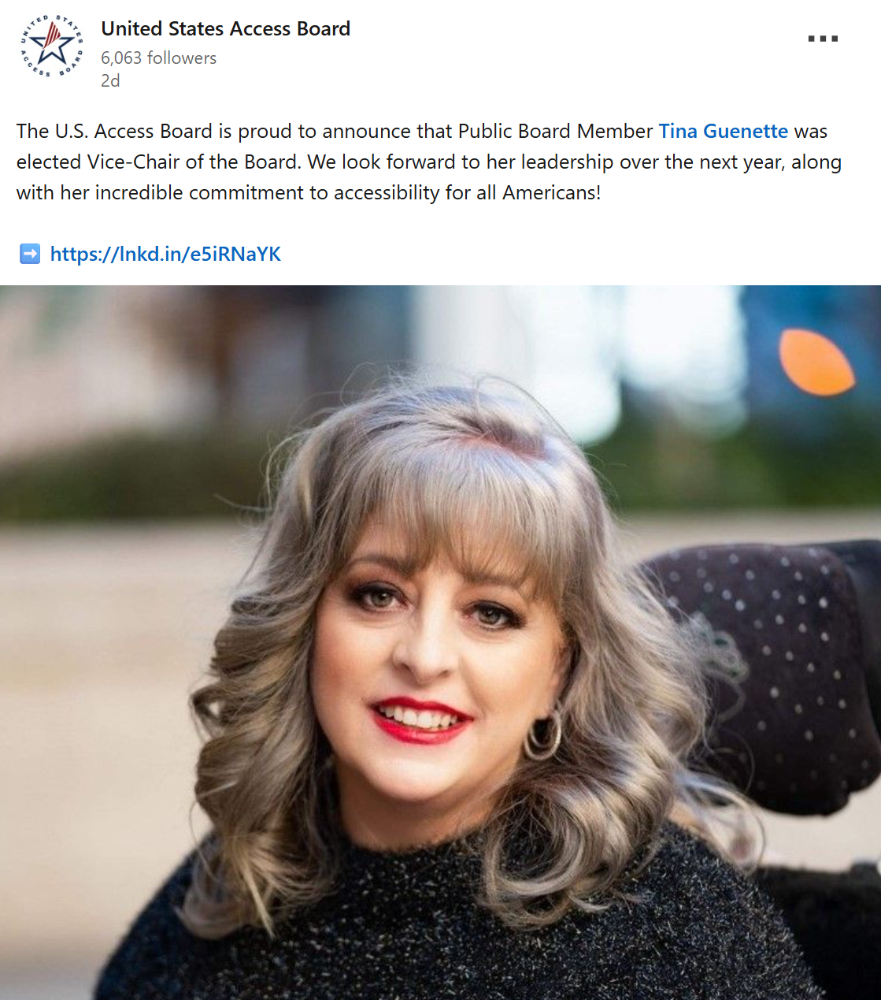 UNITED STATES ACCESS BOARD
United States Access Board
6,063 followers
2d
The U.S. Access Board is proud to announce that Public Board Member Tina Guenette was
elected Vice-Chair of the Board. We look forward to her leadership over the next year, along
with her incredible commitment to accessibility for all Americans!
➡️ https://lnkd.in/e5iRNaYK